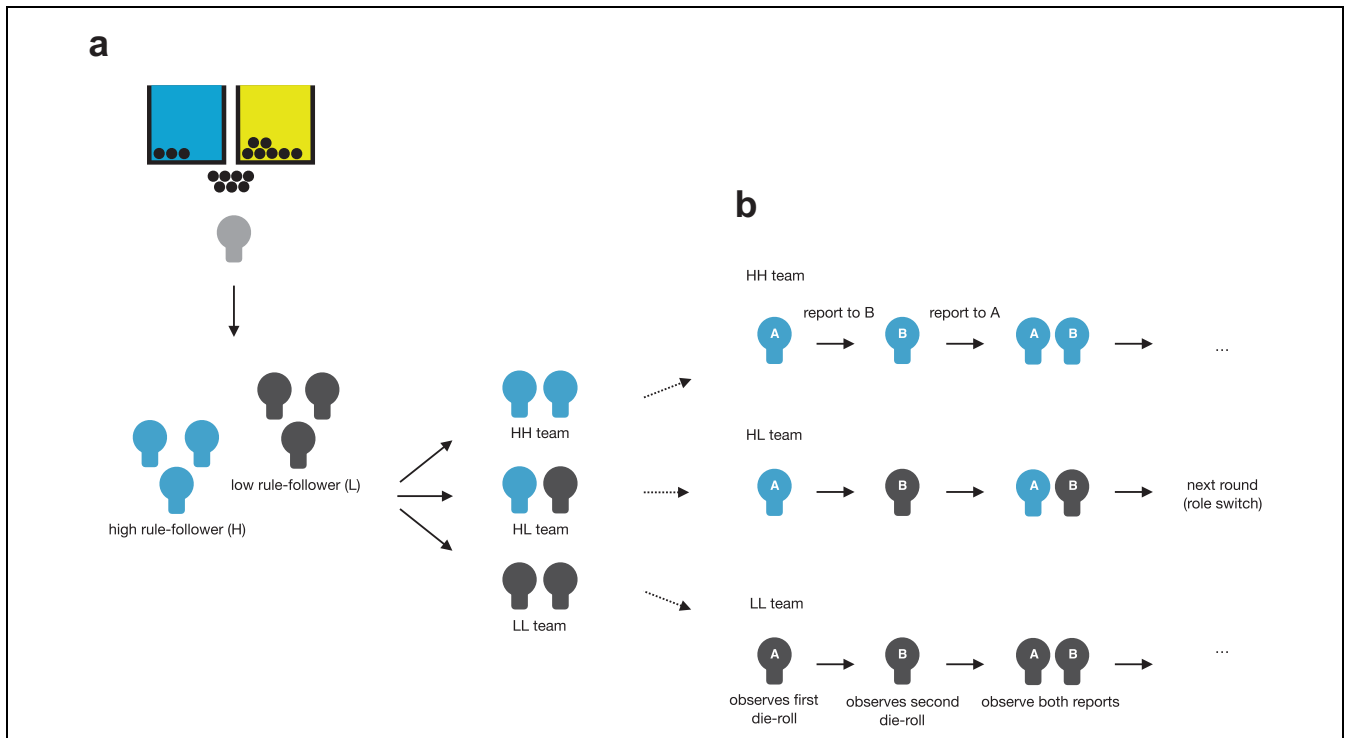 a
low rule-follower (L)
high rule-follower (H)
HH team
HL team
LL team
b
HH team
report to B
report to A
A
B
A
B
...
HL team
A
B
A
B
next round
(role switch)
LL team
A
B
A
B
...
observes first
die-roll
observes second
die-roll
observe both reports